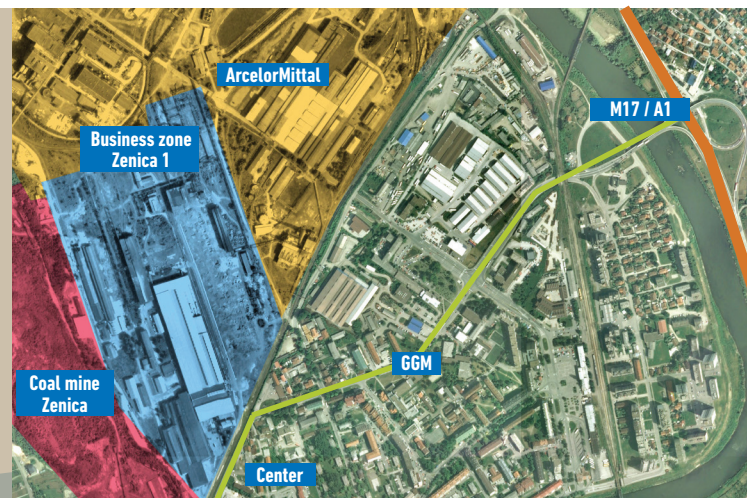 ArcelorMittal
M17 / A1
Business zone
Zenica 1
GGM
Coal mine
Zenica
Center